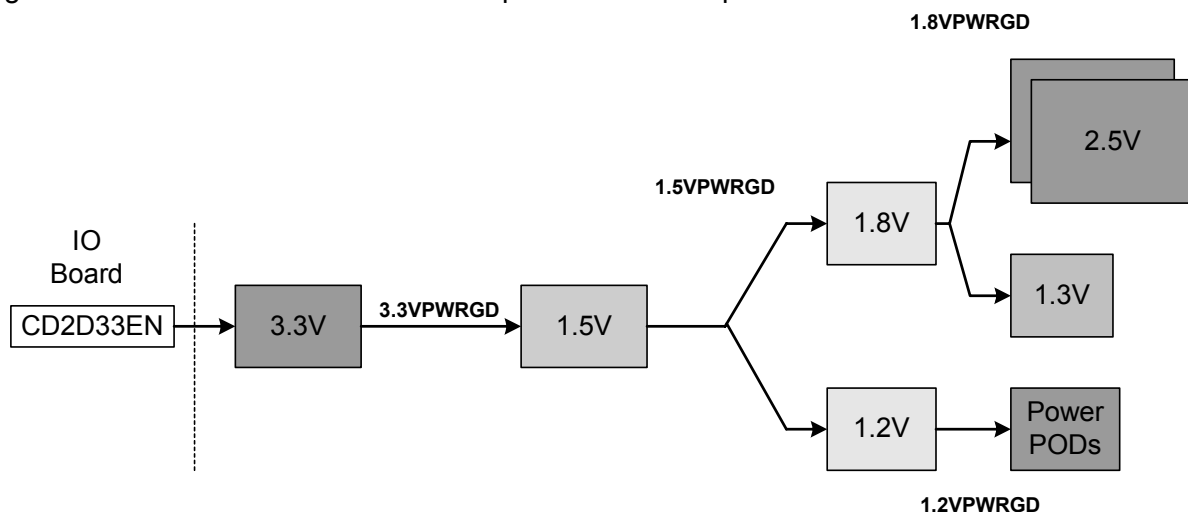 1.8VPWRGD
2.5V
1.5VPWRGD
1.8V
IO
Board
CD2D33EN
3.3V
3.3VPWRGD
1.5V
1.3V
1.2V
Power
PODs
1.2VPWRGD